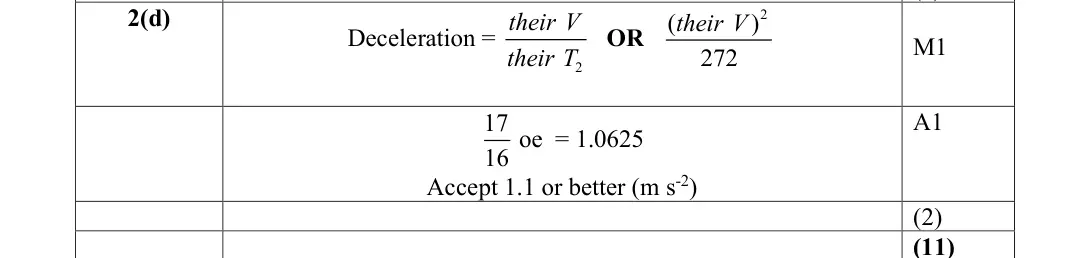 2(d)
Deceleration = their V / their T₂ OR (their V)² / 272
M1
17/16 oe = 1.0625
A1
Accept 1.1 or better (m s⁻²)
(2)
(11)